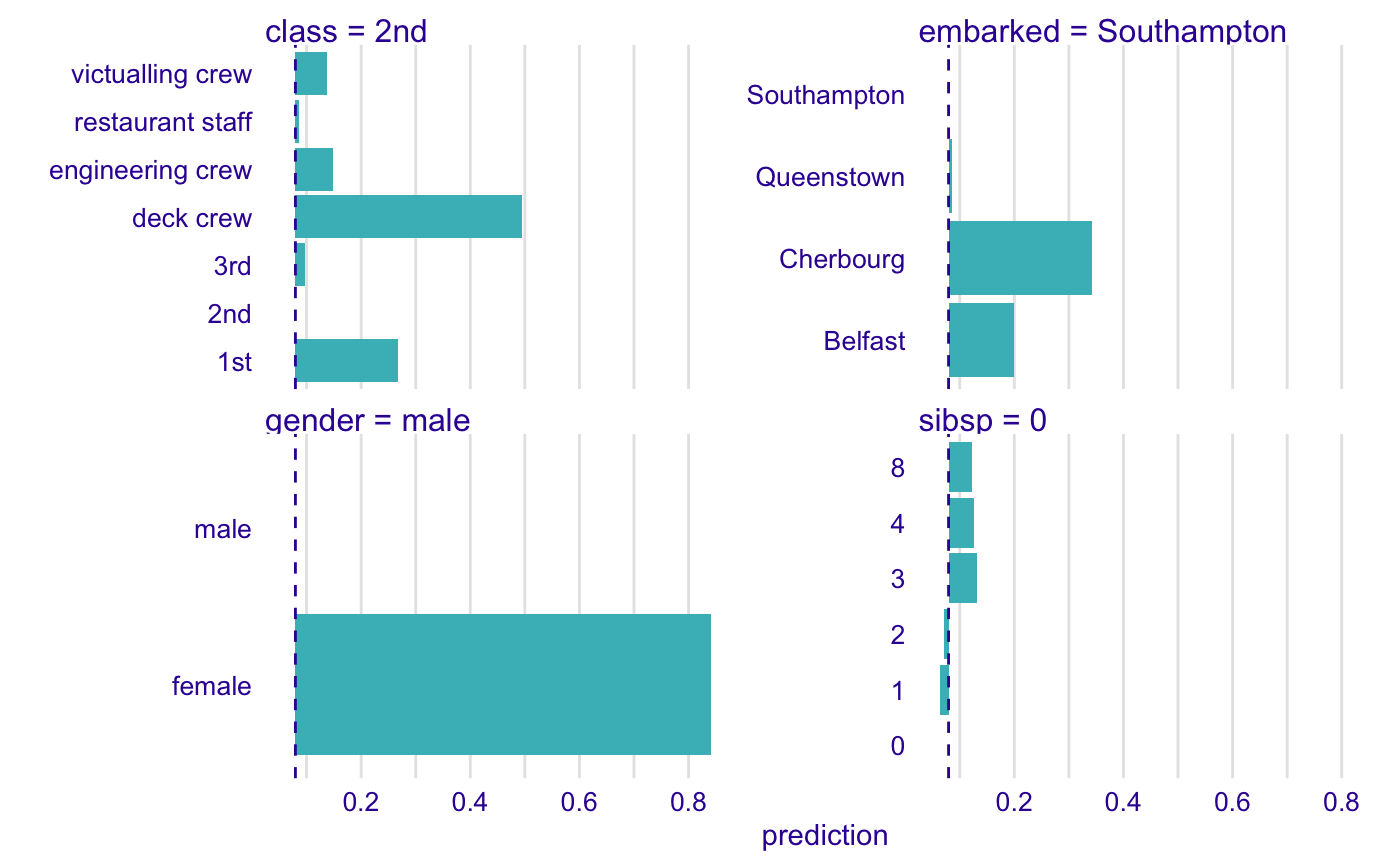 class = 2nd
victualling crew
restaurant staff
engineering crew
deck crew
3rd
2nd
1st
embarked = Southampton
Southampton
Queenstown
Cherbourg
Belfast
gender = male
male
female
0.2 0.4 0.6 0.8
sibsp = 0
8
4
3
2
1
0
0.2 0.4 0.6 0.8
prediction